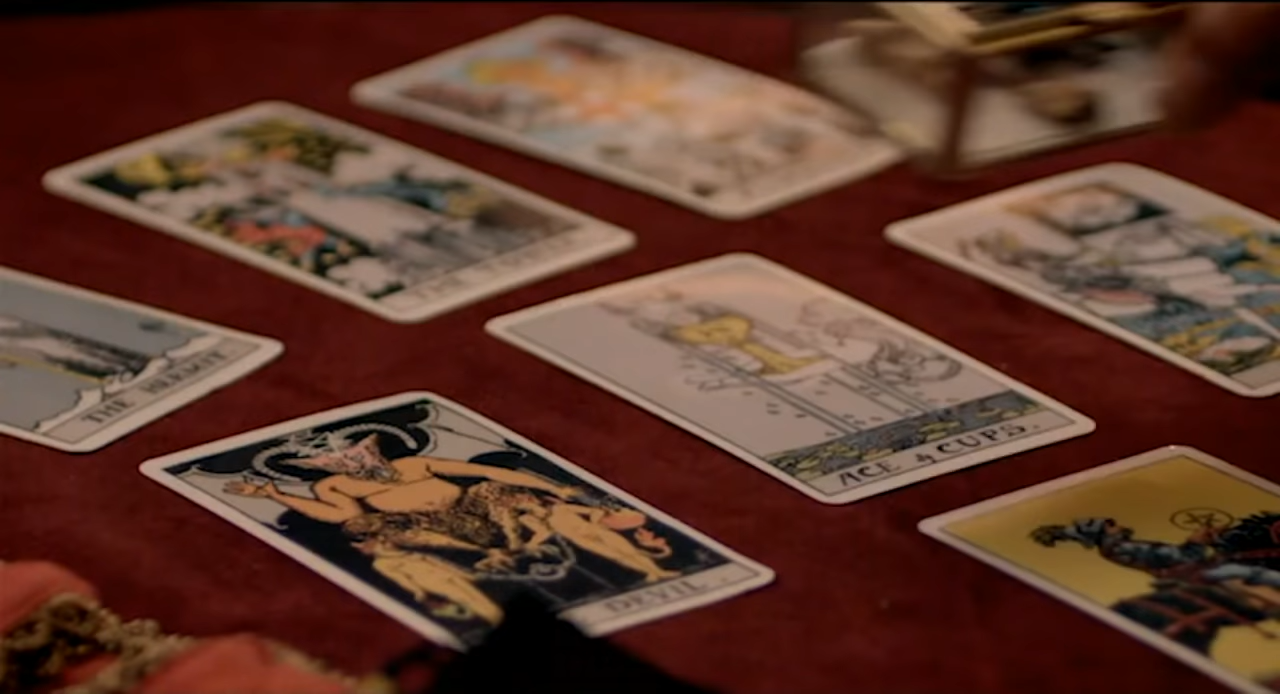 THE HERMIT.
ACE of CUPS.
DEVIL.